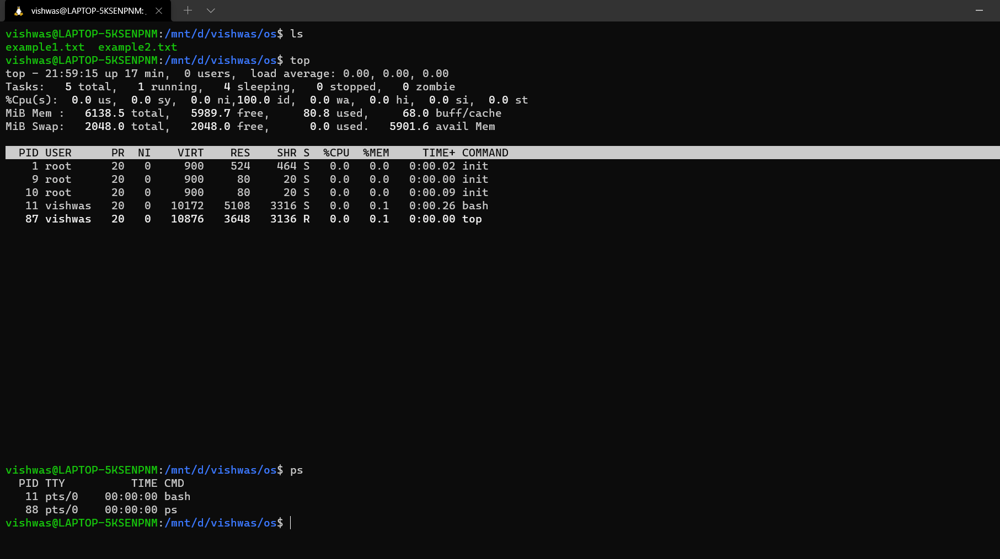 vishwas@LAPTOP-5KSENPNM: .
vishwas@LAPTOP-5KSENPNM:/mnt/d/vishwas/os$ ls
example1.txt  example2.txt
vishwas@LAPTOP-5KSENPNM:/mnt/d/vishwas/os$ top
top - 21:59:15 up 17 min,  0 users,  load average: 0.00, 0.00, 0.00
Tasks:   5 total,   1 running,   4 sleeping,   0 stopped,   0 zombie
%Cpu(s):  0.0 us,  0.0 sy,  0.0 ni,100.0 id,  0.0 wa,  0.0 hi,  0.0 si,  0.0 st
MiB Mem :   6138.5 total,   5989.7 free,     80.8 used,     68.0 buff/cache
MiB Swap:   2048.0 total,   2048.0 free,      0.0 used.   5901.6 avail Mem
  PID USER      PR  NI    VIRT    RES    SHR S  %CPU  %MEM     TIME+ COMMAND
    1 root      20   0     900    524    464 S   0.0   0.0   0:00.02 init
    9 root      20   0     900     80     20 S   0.0   0.0   0:00.00 init
   10 root      20   0     900     80     20 S   0.0   0.0   0:00.09 init
   11 vishwas   20   0   10172   5108   3316 S   0.0   0.1   0:00.26 bash
   87 vishwas   20   0   10876   3648   3136 R   0.0   0.1   0:00.00 top
vishwas@LAPTOP-5KSENPNM:/mnt/d/vishwas/os$ ps
  PID TTY          TIME CMD
   11 pts/0    00:00:00 bash
   88 pts/0    00:00:00 ps
vishwas@LAPTOP-5KSENPNM:/mnt/d/vishwas/os$